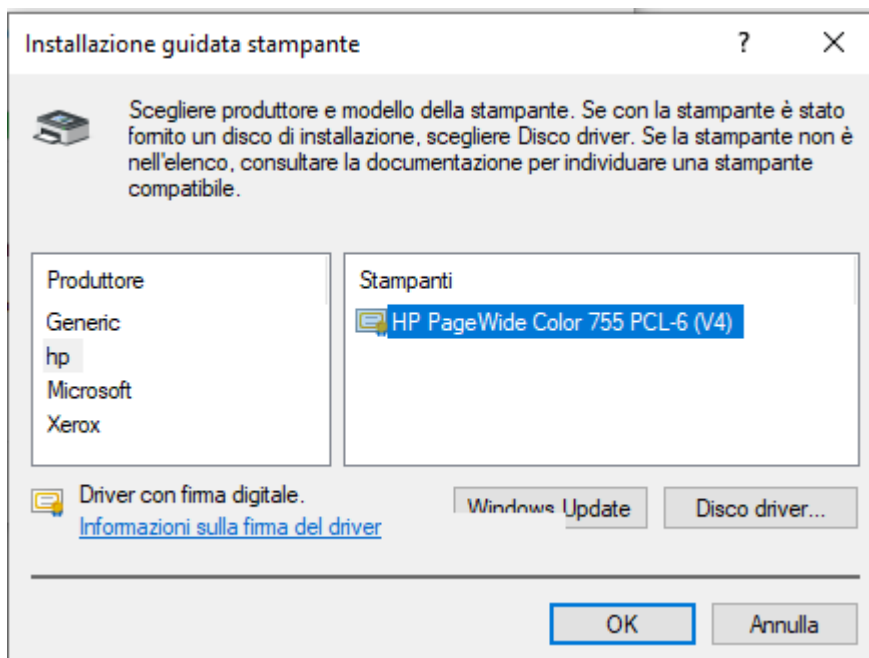 Installazione guidata stampante
?
Scegliere produttore e modello della stampante. Se con la stampante è stato
fornito un disco di installazione, scegliere Disco driver. Se la stampante non è
nell'elenco, consultare la documentazione per individuare una stampante
compatibile.
Produttore
Generic
hp
Microsoft
Xerox
Stampanti
HP PageWide Color 755 PCL-6 (V4)
Driver con firma digitale.
Informazioni sulla firma del driver
Windows Update
Disco driver...
OK
Annulla